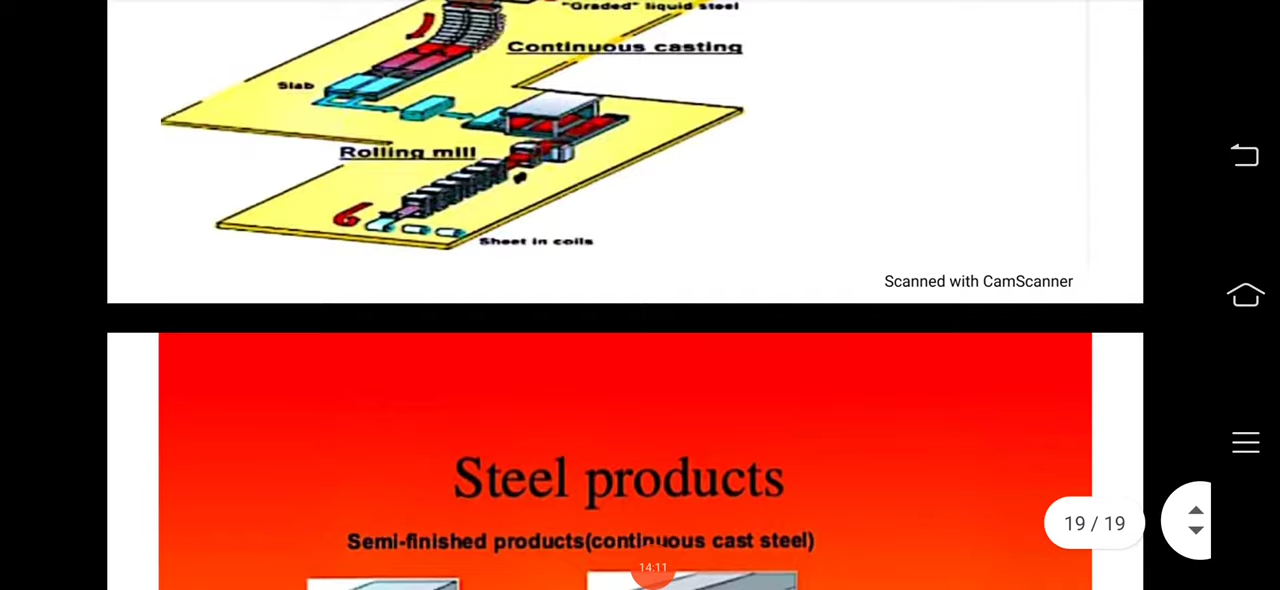 "Graded" liquid steel
Continuous casting
Slab
Rolling mill
Sheet in coils
Scanned with CamScanner
Steel products
19 / 19
Semi-finished products(continuous cast steel)
14:11